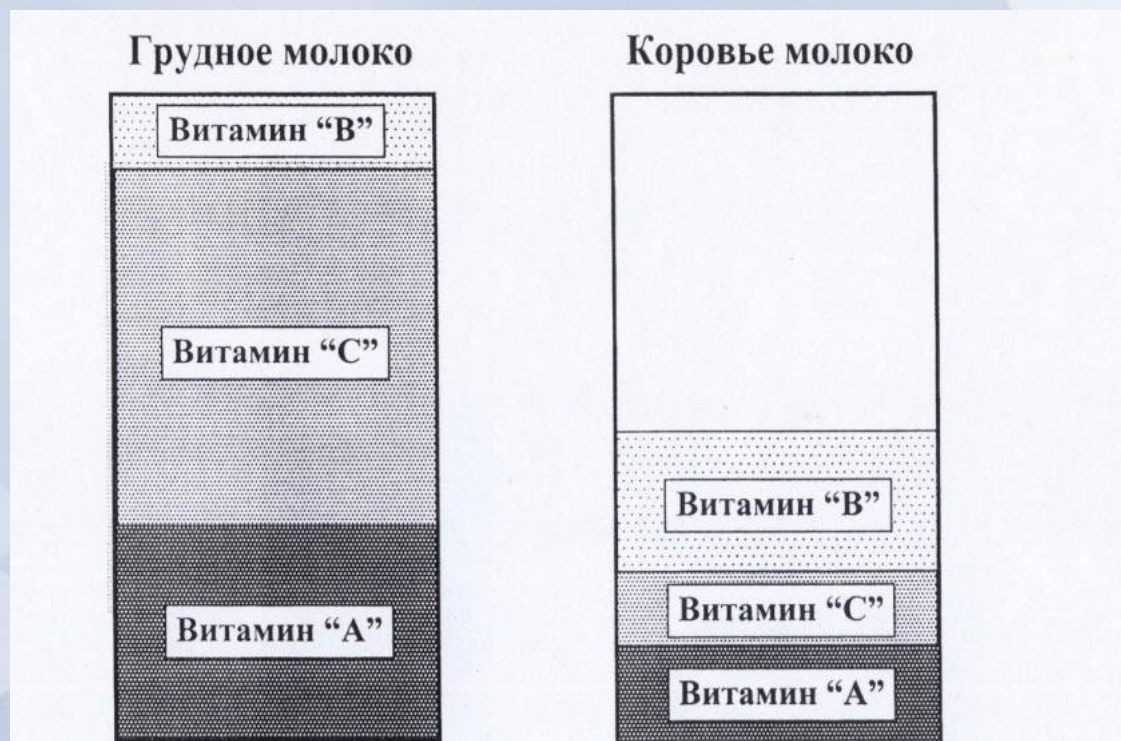 Грудное молоко
Витамин “В”
Витамин “С”
Витамин “А”
Коровье молоко
Витамин “В”
Витамин “С”
Витамин “А”